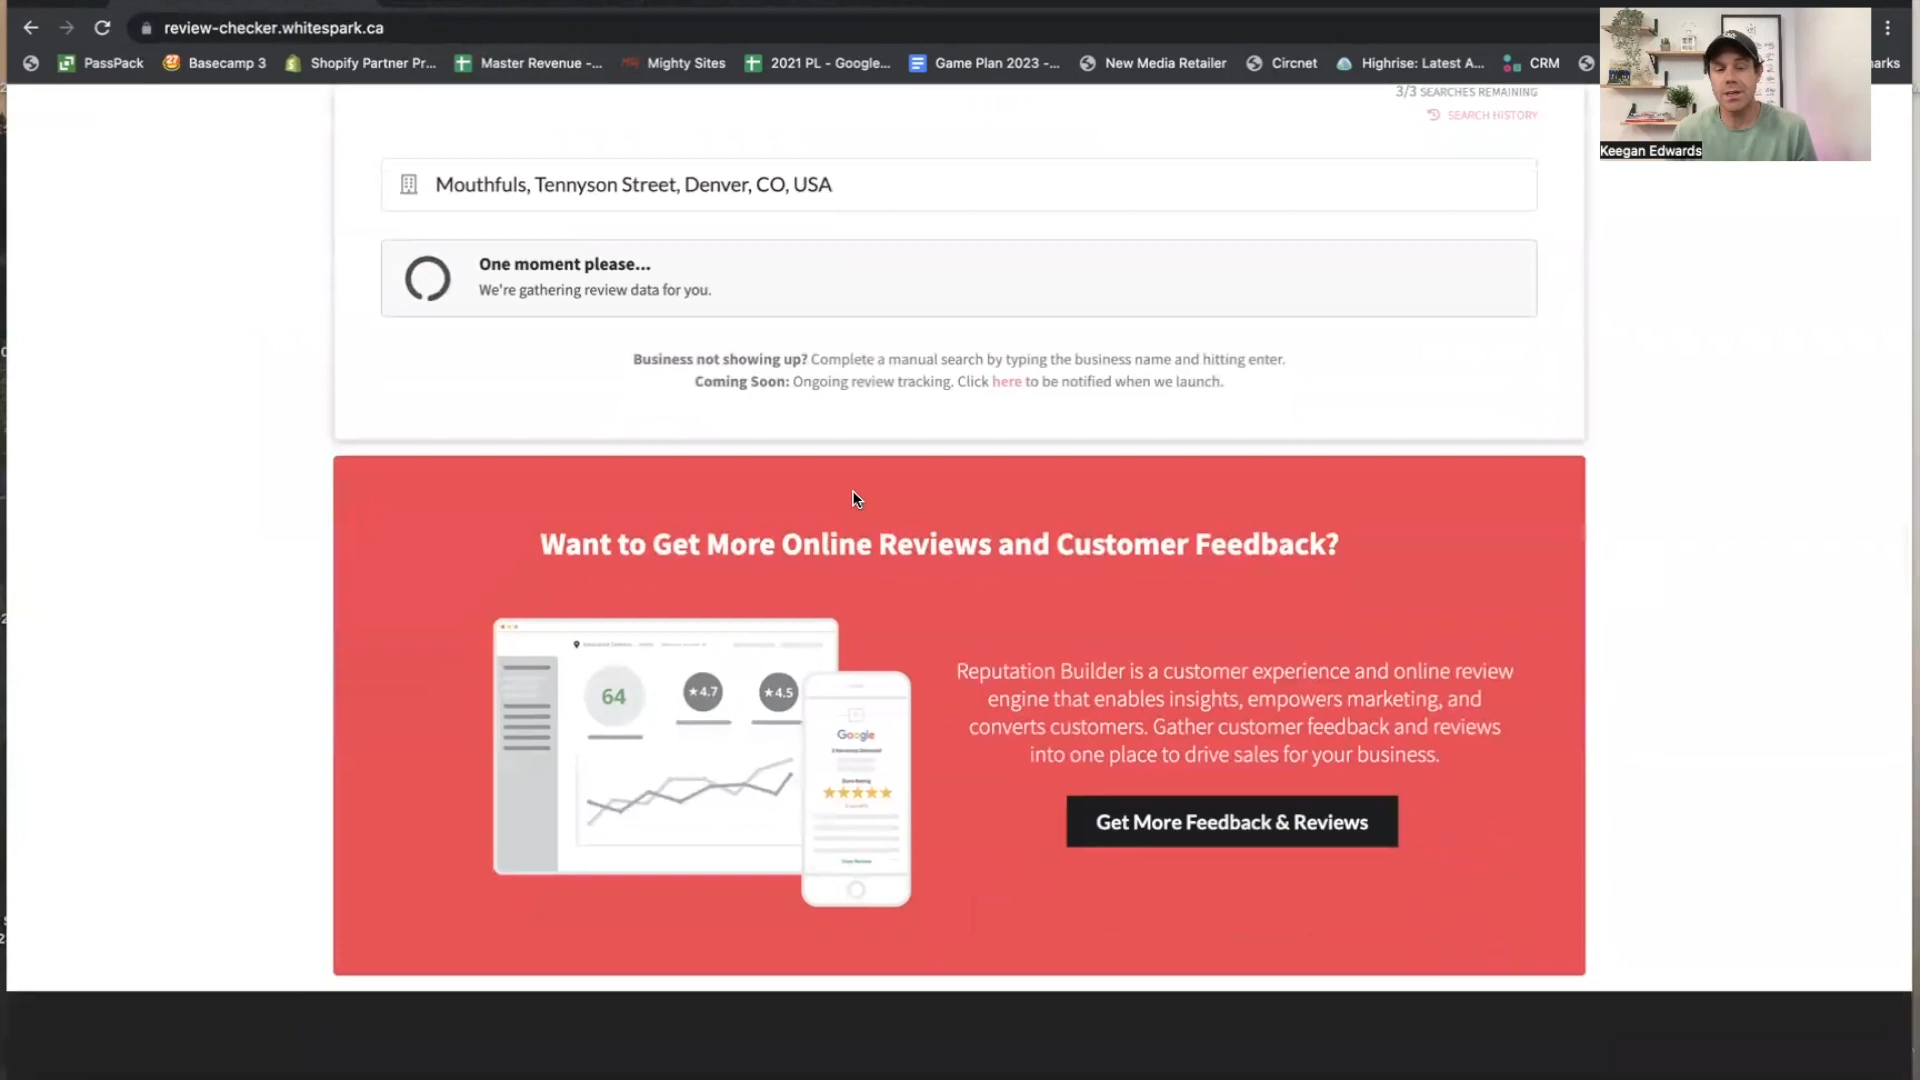 review-checker.whitespark.ca
PassPack
Basecamp 3
Shopify Partner Pr...
Master Revenue -...
Mighty Sites
2021 PL - Google...
Game Plan 2023 -...
New Media Retailer
Circnet
Highrise: Latest A...
CRM
arks
Keegan Edwards
3/3 SEARCHES REMAINING
SEARCH HISTORY
Mouthfuls, Tennyson Street, Denver, CO, USA
One moment please...
We're gathering review data for you.
Business not showing up? Complete a manual search by typing the business name and hitting enter.
Coming Soon: Ongoing review tracking. Click here to be notified when we launch.
Want to Get More Online Reviews and Customer Feedback?
64
★4.7
★4.5
Google
Reputation Builder is a customer experience and online review
engine that enables insights, empowers marketing, and
converts customers. Gather customer feedback and reviews
into one place to drive sales for your business.
Get More Feedback & Reviews